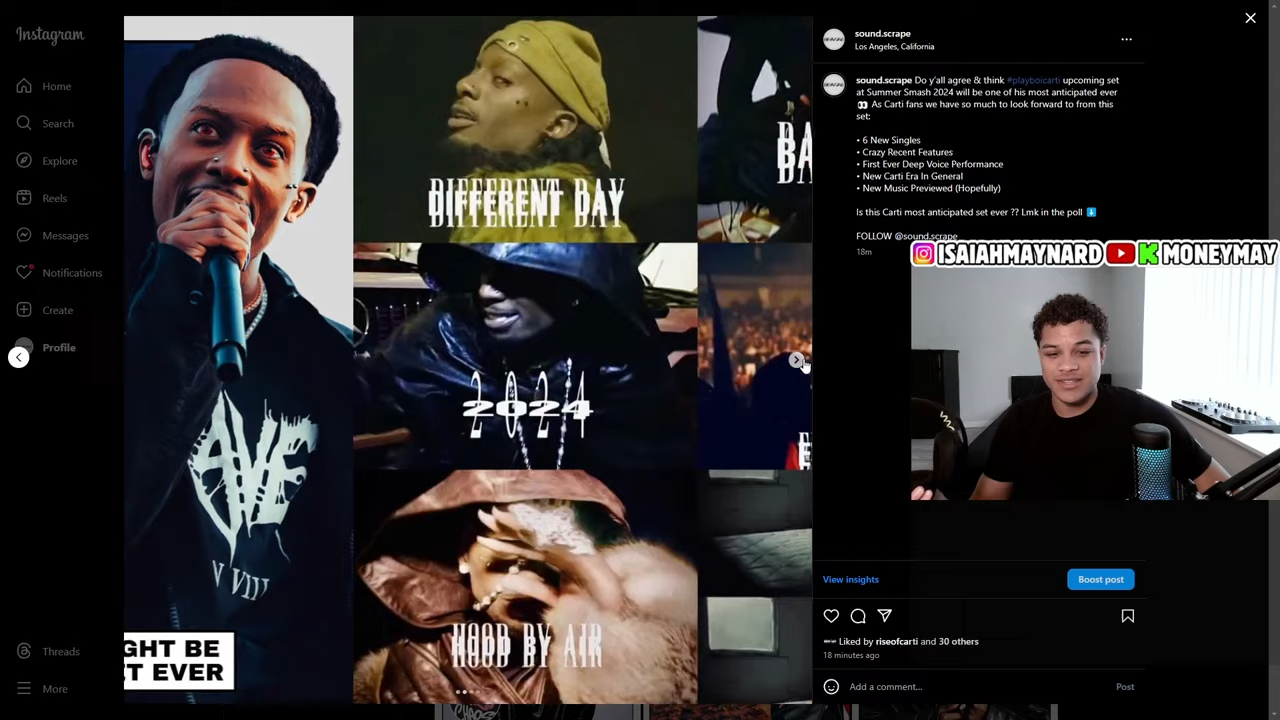 Instagram
Home
Search
Explore
Reels
Messages
Notifications
Create
Profile
Threads
More
DIFFERENT DAY
BA
2024
HOOD BY AIR
V VIII
GHT BE
T EVER
sound.scrape
Los Angeles, California
sound.scrape Do y'all agree & think #playboicarti upcoming set
at Summer Smash 2024 will be one of his most anticipated ever
👀 As Carti fans we have so much to look forward to from this
set:
• 6 New Singles
• Crazy Recent Features
• First Ever Deep Voice Performance
• New Carti Era In General
• New Music Previewed (Hopefully)
Is this Carti most anticipated set ever ?? Lmk in the poll ⬇️
FOLLOW @sound.scrape
18m
ISAIAHMAYNARD K MONEYMAY
View insights
Boost post
Liked by riseofcarti and 30 others
18 minutes ago
Add a comment...
Post